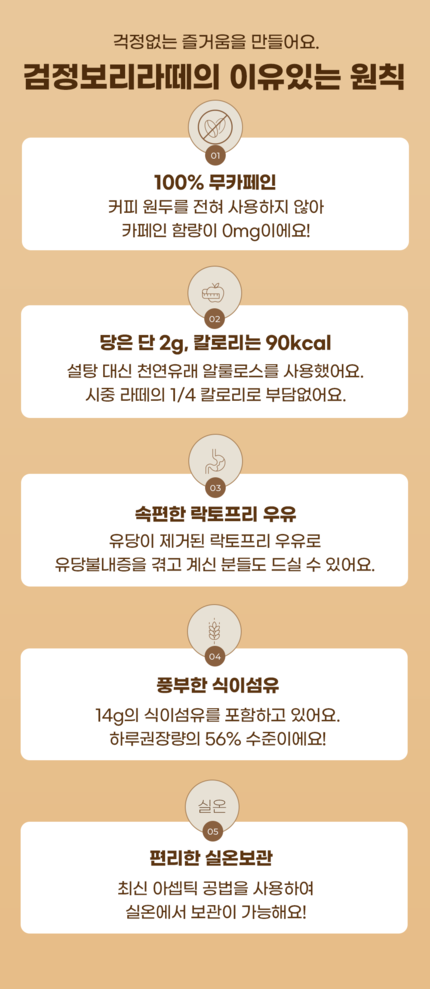 걱정없는 즐거움을 만들어요.
검정보리라떼의 이유있는 원칙
01
100% 무카페인
커피 원두를 전혀 사용하지 않아
카페인 함량이 0mg이에요!
02
당은 단 2g, 칼로리는 90kcal
설탕 대신 천연유래 알룰로스를 사용했어요.
시중 라떼의 1/4 칼로리로 부담없어요.
03
속편한 락토프리 우유
유당이 제거된 락토프리 우유로
유당불내증을 겪고 계신 분들도 드실 수 있어요.
04
풍부한 식이섬유
14g의 식이섬유를 포함하고 있어요.
하루권장량의 56% 수준이에요!
실온
05
편리한 실온보관
최신 아셉틱 공법을 사용하여
실온에서 보관이 가능해요!